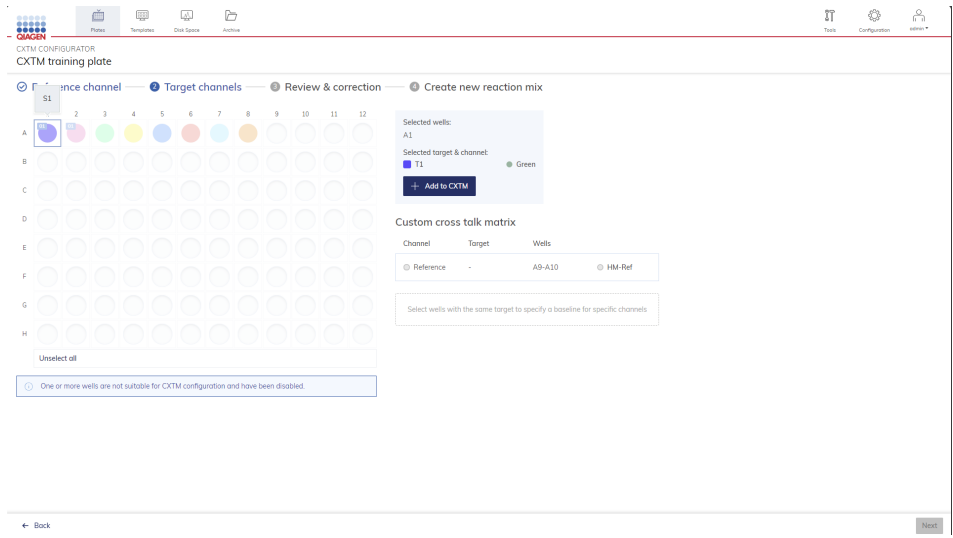 QIAGEN
Plates
Templates
Disk Space
Archive
Tools
Configuration
admin
CXTM CONFIGURATOR
CXTM training plate
Reference channel
2 Target channels
3 Review & correction
4 Create new reaction mix
S1
2 3 4 5 6 7 8 9 10 11 12
A
B
C
D
E
F
G
H
Unselect all
One or more wells are not suitable for CXTM configuration and have been disabled.
Selected wells:
A1
Selected target & channel:
T1 Green
+ Add to CXTM
Custom cross talk matrix
Channel Target Wells
Reference - A9-A10 HM-Ref
Select wells with the same target to specify a baseline for specific channels
← Back
Next